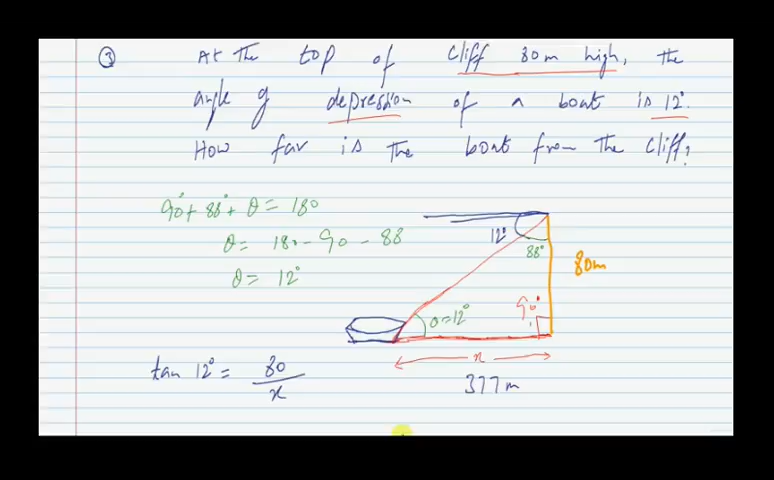 ③ At the top of cliff 80m high, the
angle of depression of a boat is 12°.
How far is the boat from the cliff?
90° + 88° + θ = 180
θ = 180 - 90 - 88
θ = 12°
12°
88°
80m
90°
θ=12°
x
377m
tan 12° = 80/x